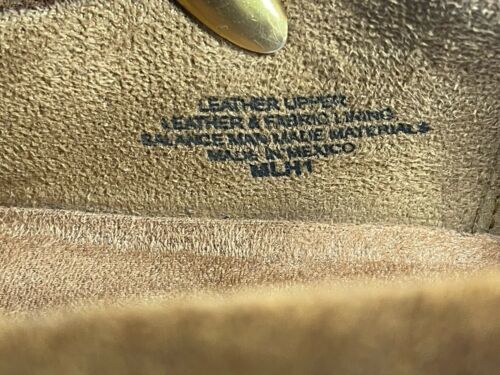 LEATHER UPPER
LEATHER & FABRIC LINING
BALANCE MAN MADE MATERIALS
MADE IN MEXICO
MLH1